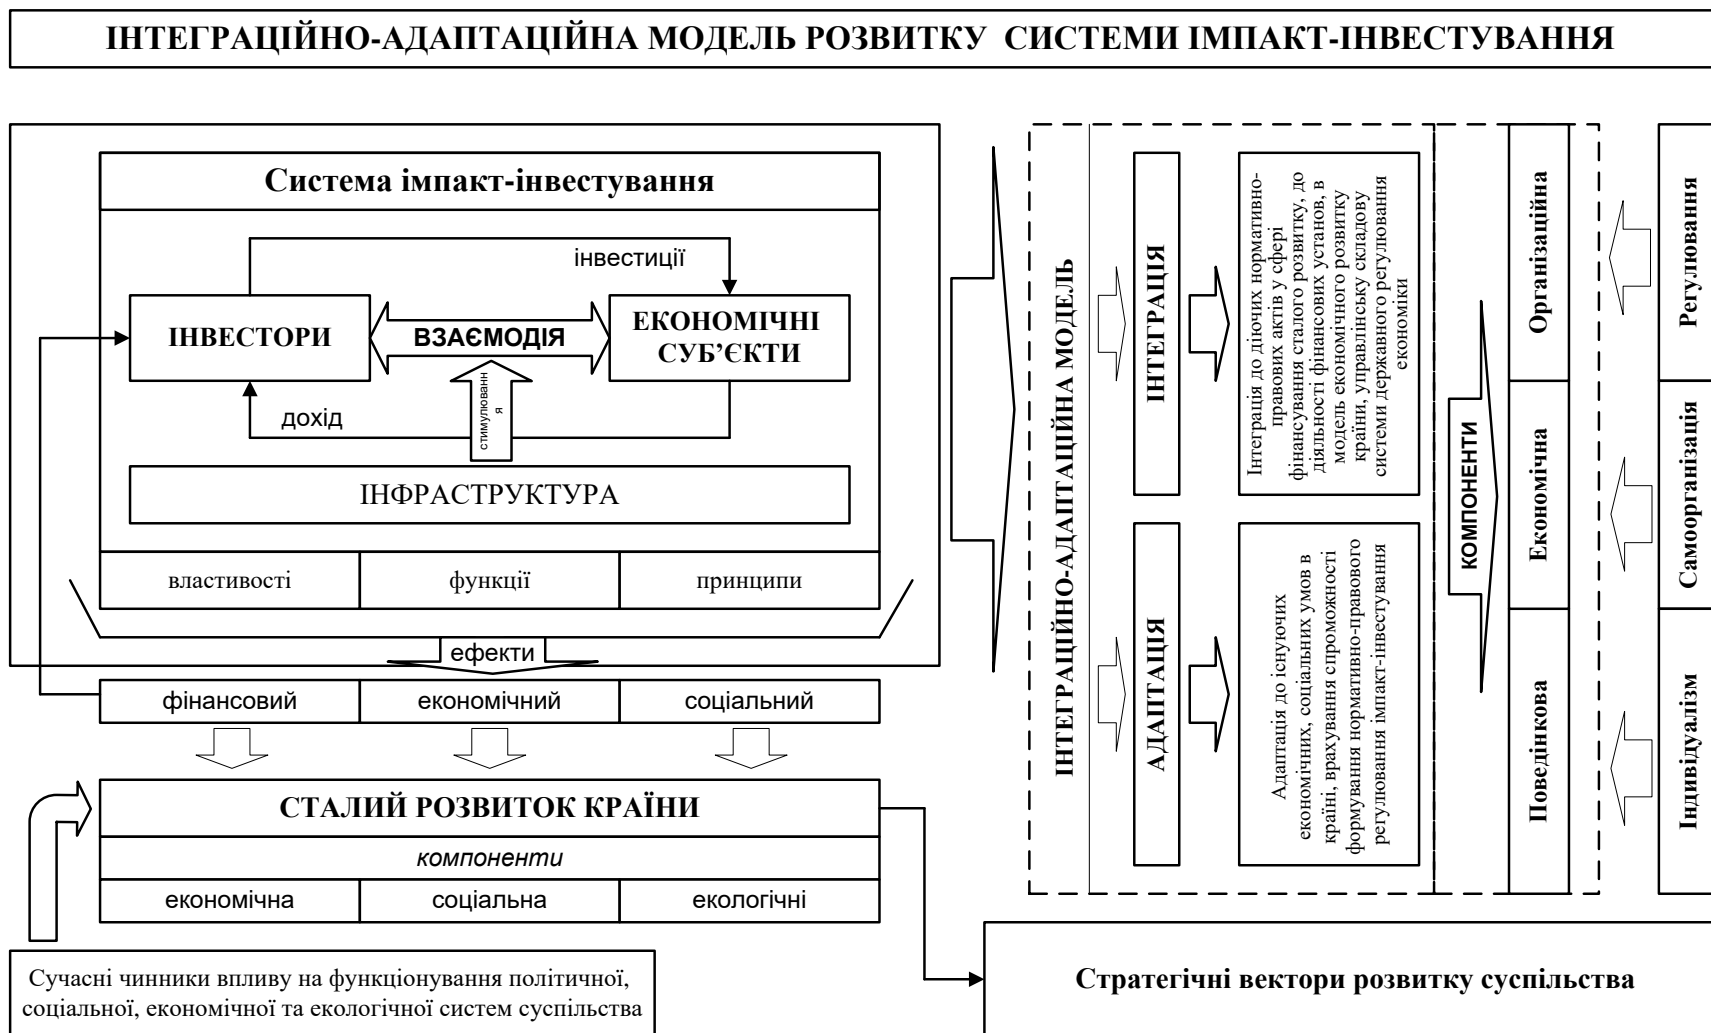 ІНТЕГРАЦІЙНО-АДАПТАЦІЙНА МОДЕЛЬ РОЗВИТКУ СИСТЕМИ ІМПАКТ-ІНВЕСТУВАННЯ
Система імпакт-інвестування
інвестиції
ІНВЕСТОРИ
ВЗАЄМОДІЯ
ЕКОНОМІЧНІ
СУБ’ЄКТИ
стимулюванн
я
дохід
ІНФРАСТРУКТУРА
властивості
функції
принципи
ефекти
фінансовий
економічний
соціальний
СТАЛИЙ РОЗВИТОК КРАЇНИ
компоненти
економічна
соціальна
екологічні
Сучасні чинники впливу на функціонування політичної,
соціальної, економічної та екологічної систем суспільства
ІНТЕГРАЦІЙНО-АДАПТАЦІЙНА МОДЕЛЬ
ІНТЕГРАЦІЯ
Інтеграція до діючих нормативно-
правових актів у сфері
фінансування сталого розвитку, до
діяльності фінансових установ, в
модель економічного розвитку
країни, управлінську складову
системи державного регулювання
економіки
АДАПТАЦІЯ
Адаптація до існуючих
економічних, соціальних умов в
країні, врахування спроможності
формування нормативно-правового
регулювання імпакт-інвестування
КОМПОНЕНТИ
Організаційна
Економічна
Поведінкова
Регулювання
Самоорганізація
Індивідуалізм
Стратегічні вектори розвитку суспільства